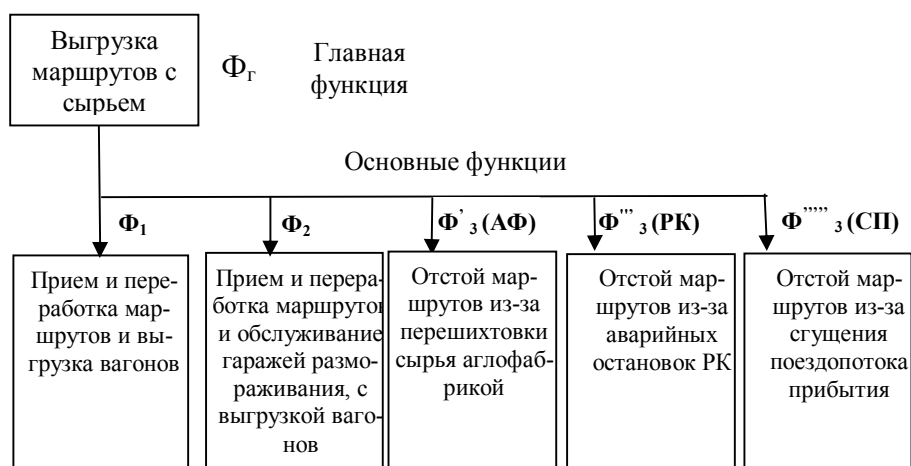 Выгрузка
маршрутов с
сырьем
Фг
Главная
функция
Основные функции
Ф1
Ф2
Ф’ 3 (АФ)
Ф’’’ 3 (РК)
Ф’’’’’ 3 (СП)
Прием и пере-
работка мар-
шрутов и вы-
грузка вагонов
Прием и перера-
ботка маршрутов
и обслуживание
гаражей размо-
раживания, с
выгрузкой ваго-
нов
Отстой мар-
шрутов из-за
перешихтовки
сырья аглофаб-
рикой
Отстой мар-
шрутов из-за
аварийных
остановок РК
Отстой мар-
шрутов из-за
сгущения
поездопотока
прибытия